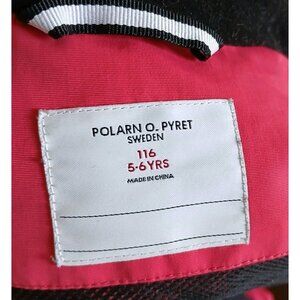 POLARN O. PYRET
SWEDEN
116
5-6YRS
MADE IN CHINA